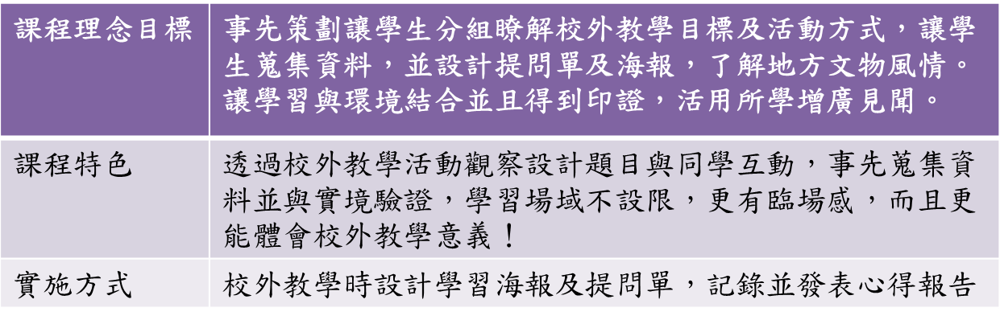 課程理念目標
事先策劃讓學生分組瞭解校外教學目標及活動方式，讓學
生蒐集資料，並設計提問單及海報，了解地方文物風情。
讓學習與環境結合並且得到印證，活用所學增廣見聞。
課程特色
透過校外教學活動觀察設計題目與同學互動，事先蒐集資
料並與實境驗證，學習場域不設限，更有臨場感，而且更
能體會校外教學意義！
實施方式
校外教學時設計學習海報及提問單，記錄並發表心得報告